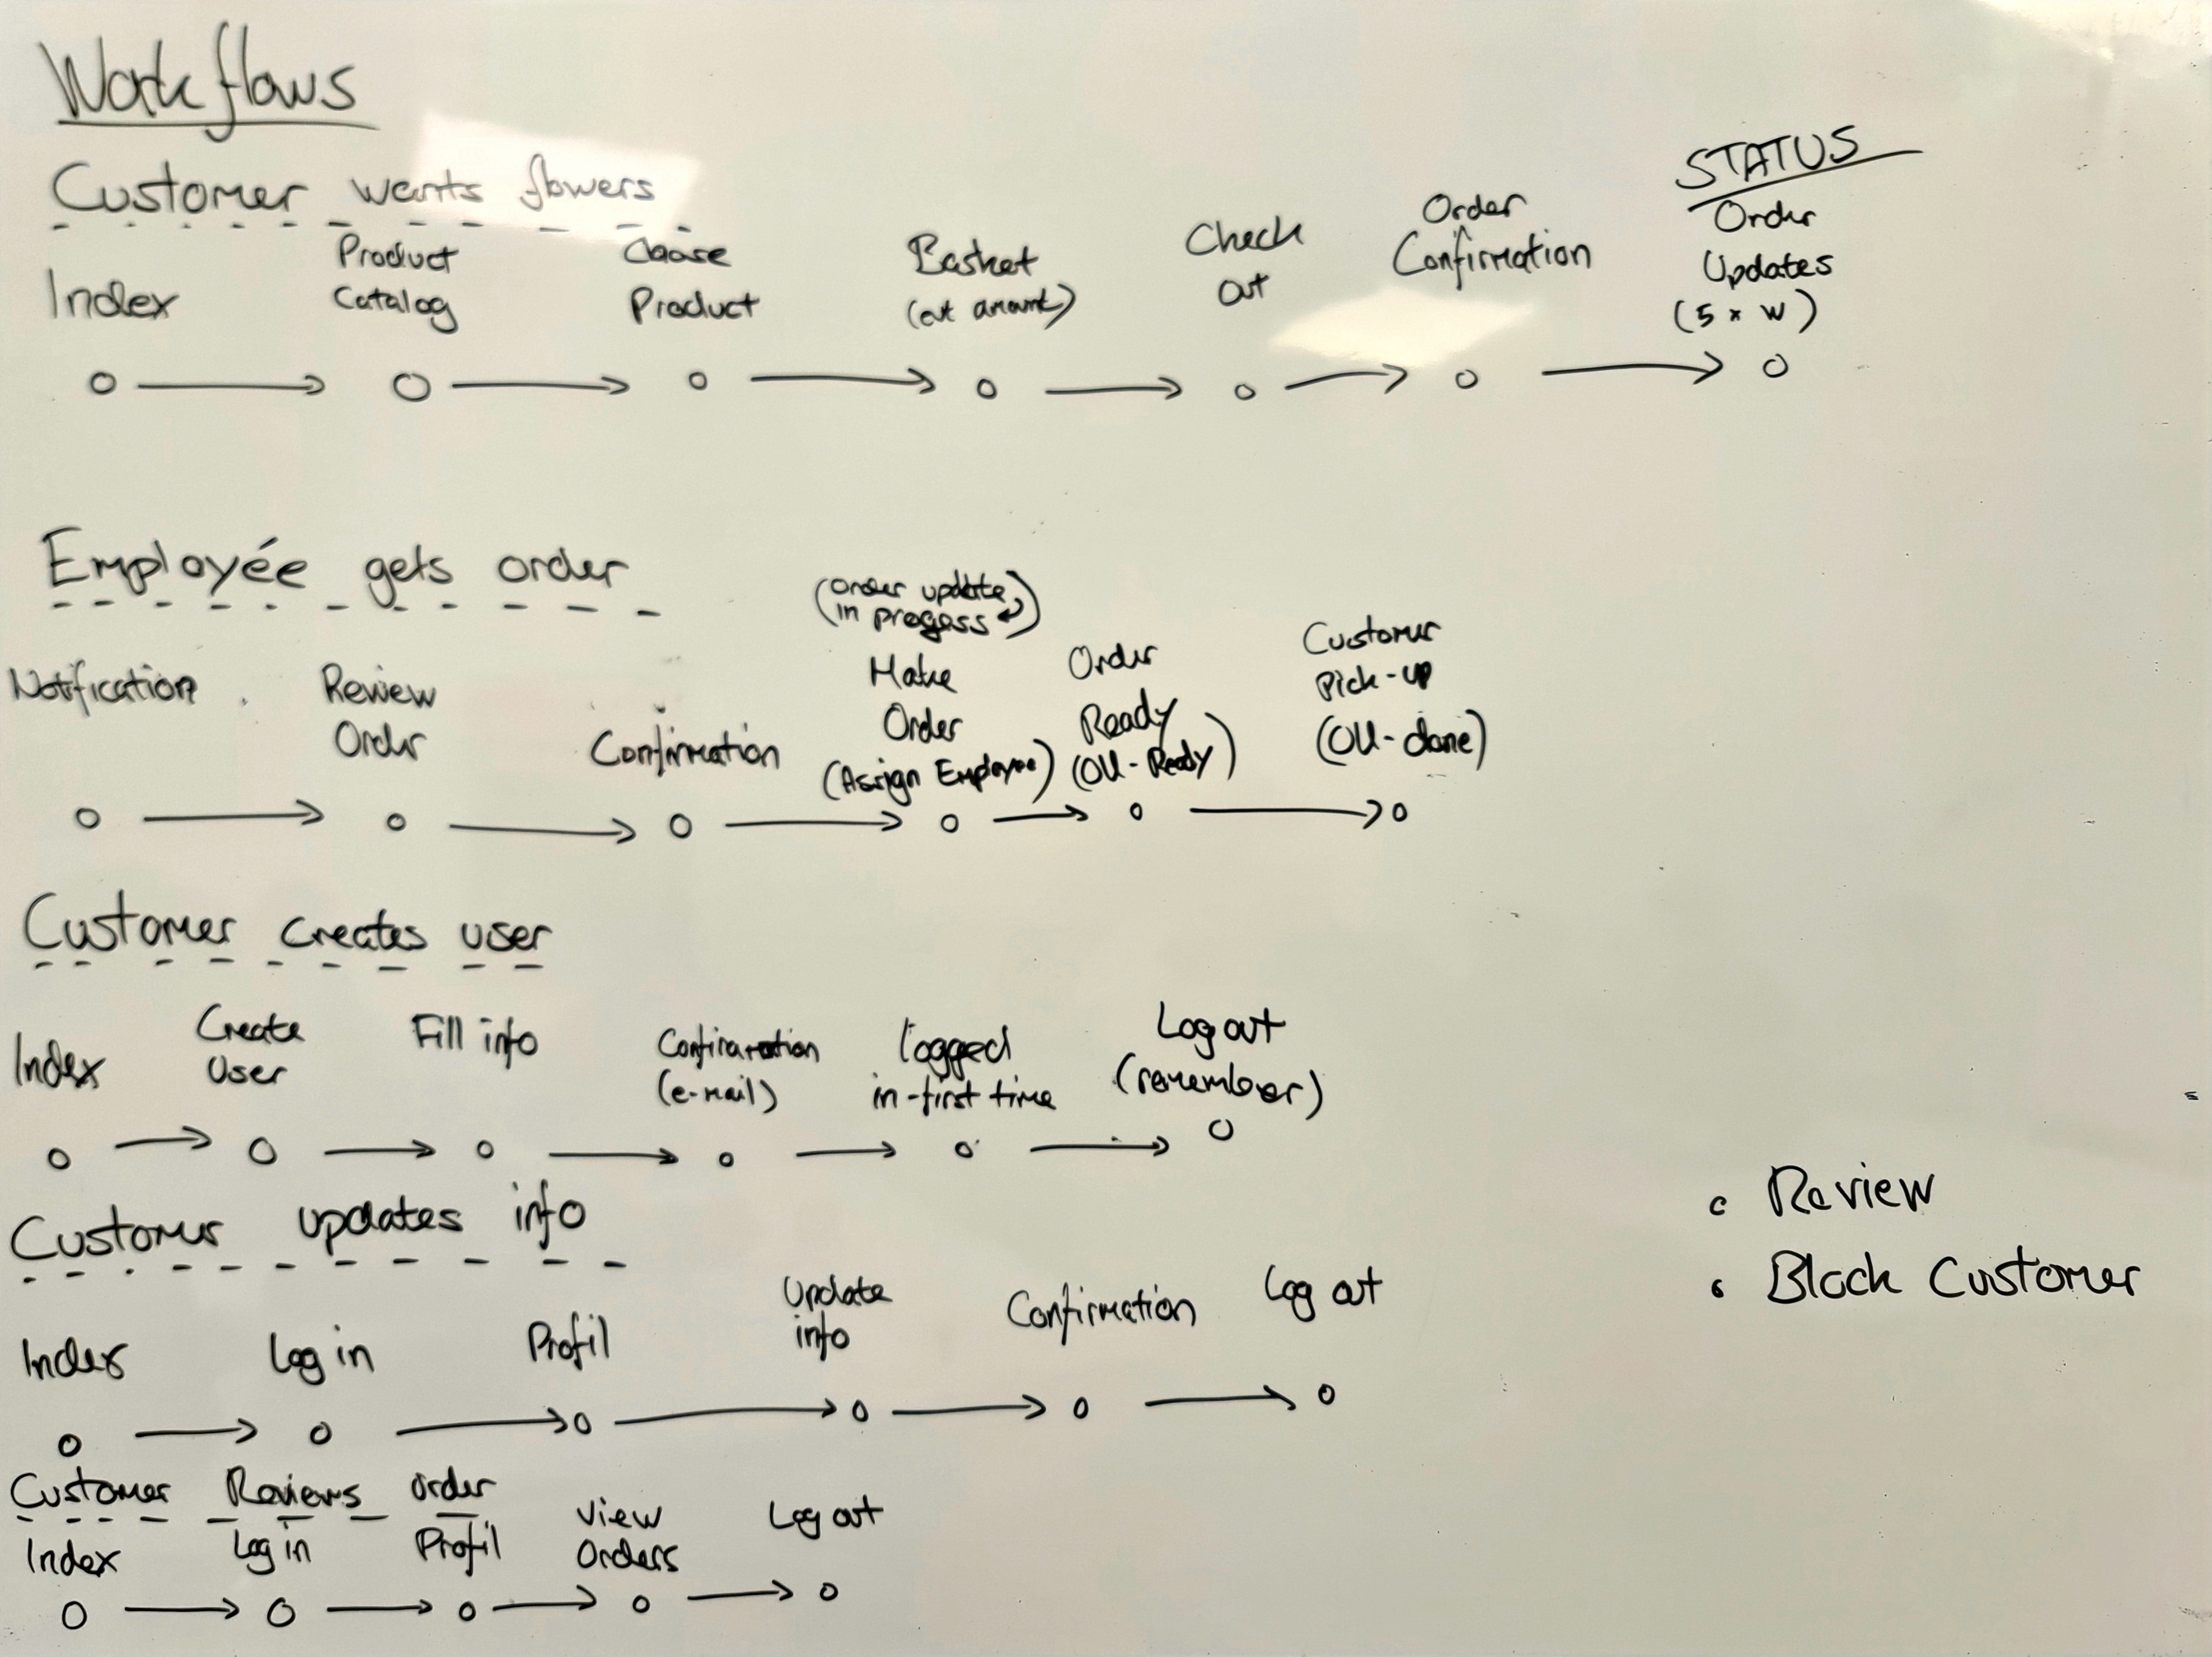 Workflows
Customer wants flowers
Index
Product
Catalog
Choose
Product
Basket
(evt amount)
Check
out
Order
Confirmation
STATUS
Order
Updates
(5 x W)
Employée gets order
Notification
Review
Order
Confirmation
(order update
in progess)
Make
Order
(Assign Employee)
Order
Ready
(OU-Ready)
Customer
Pick-up
(OU-done)
Customer creates user
Index
Create
User
Fill info
Confirmation
(e-mail)
logged
in-first time
Log out
(remember)
Customer updates info
Index
Log in
Profil
Update
info
Confirmation
Log out
Customer Reviews order
Index
Log in
Profil
View
Orders
Log out
• Review
• Block Customer